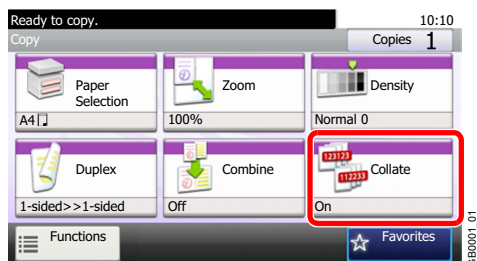 Ready to copy. 10:10
Copy Copies 1
Paper Selection Zoom Density
A4 100% Normal 0
123123
112233
Duplex Combine Collate
1-sided>>1-sided Off On
Functions Favorites
GB0001_01